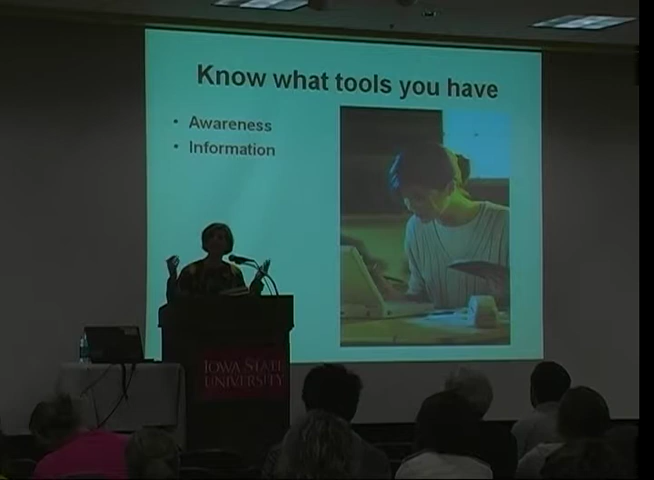 Know what tools you have
• Awareness
• Information
IOWA STATE
UNIVERSITY